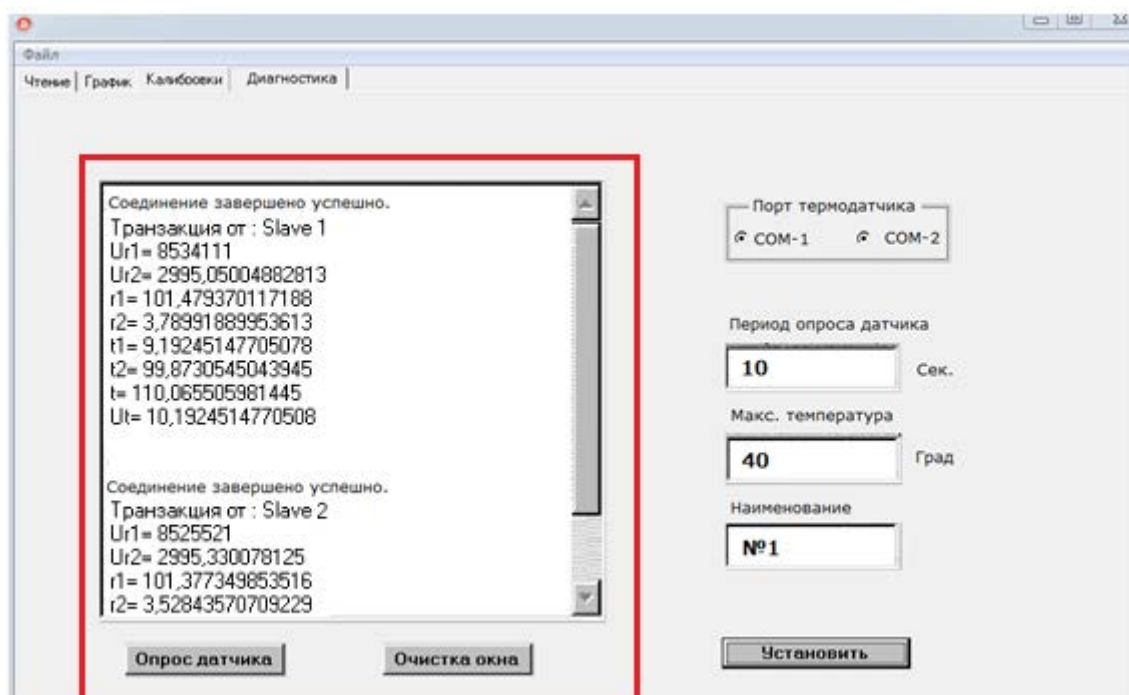 Файл
Чтение График Калибровки Диагностика
Соединение завершено успешно.
Транзакция от : Slave 1
Ur1= 8534111
Ur2= 2995,05004882813
r1= 101,479370117188
r2= 3,78991889953613
t1= 9,19245147705078
t2= 99,8730545043945
t= 110,065505981445
Ut= 10,1924514770508
Соединение завершено успешно.
Транзакция от : Slave 2
Ur1= 8525521
Ur2= 2995,330078125
r1= 101,377349853516
r2= 3,52843570709229
Опрос датчика
Очистка окна
Порт термодатчика
COM-1 COM-2
Период опроса датчика
10 Сек.
Макс. температура
40 Град
Наименование
№1
Установить